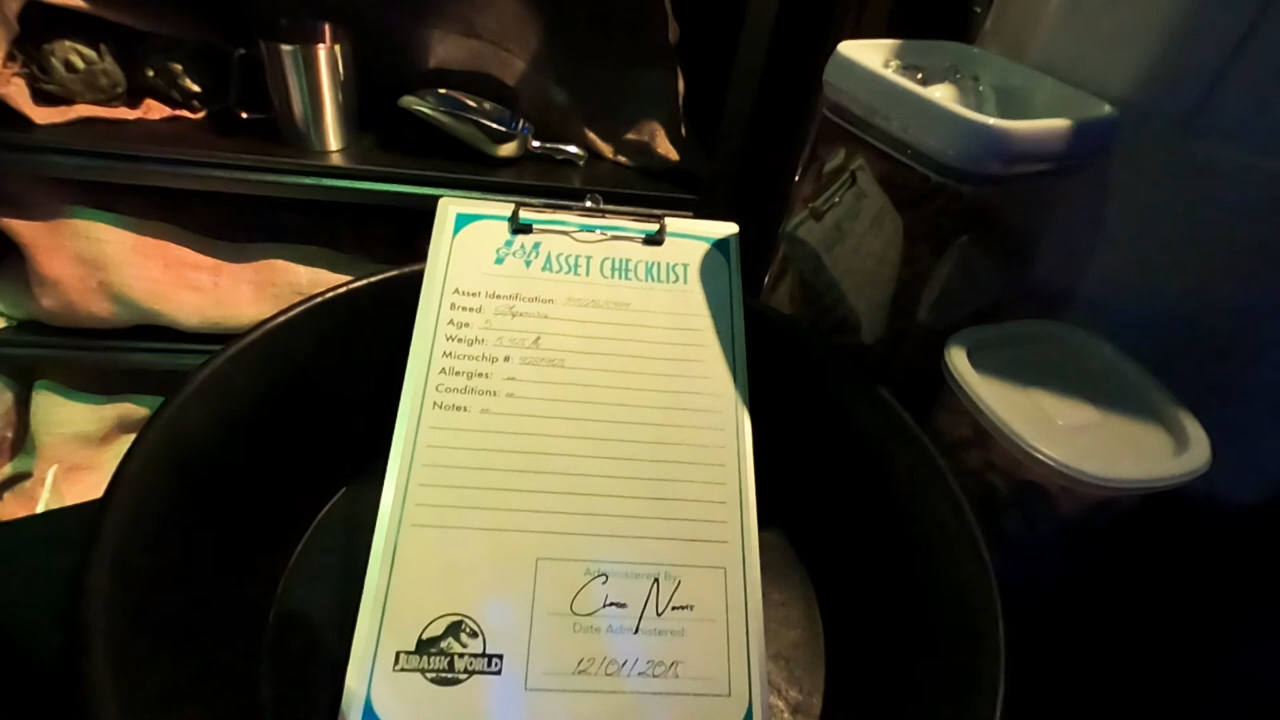 ASSET CHECKLIST
Asset Identification:
Breed:
Age: 5
Weight:
Microchip #:
Allergies: —
Conditions: —
Notes: —
Administered By
Date Administered:
12/01/2015
JURASSIC WORLD